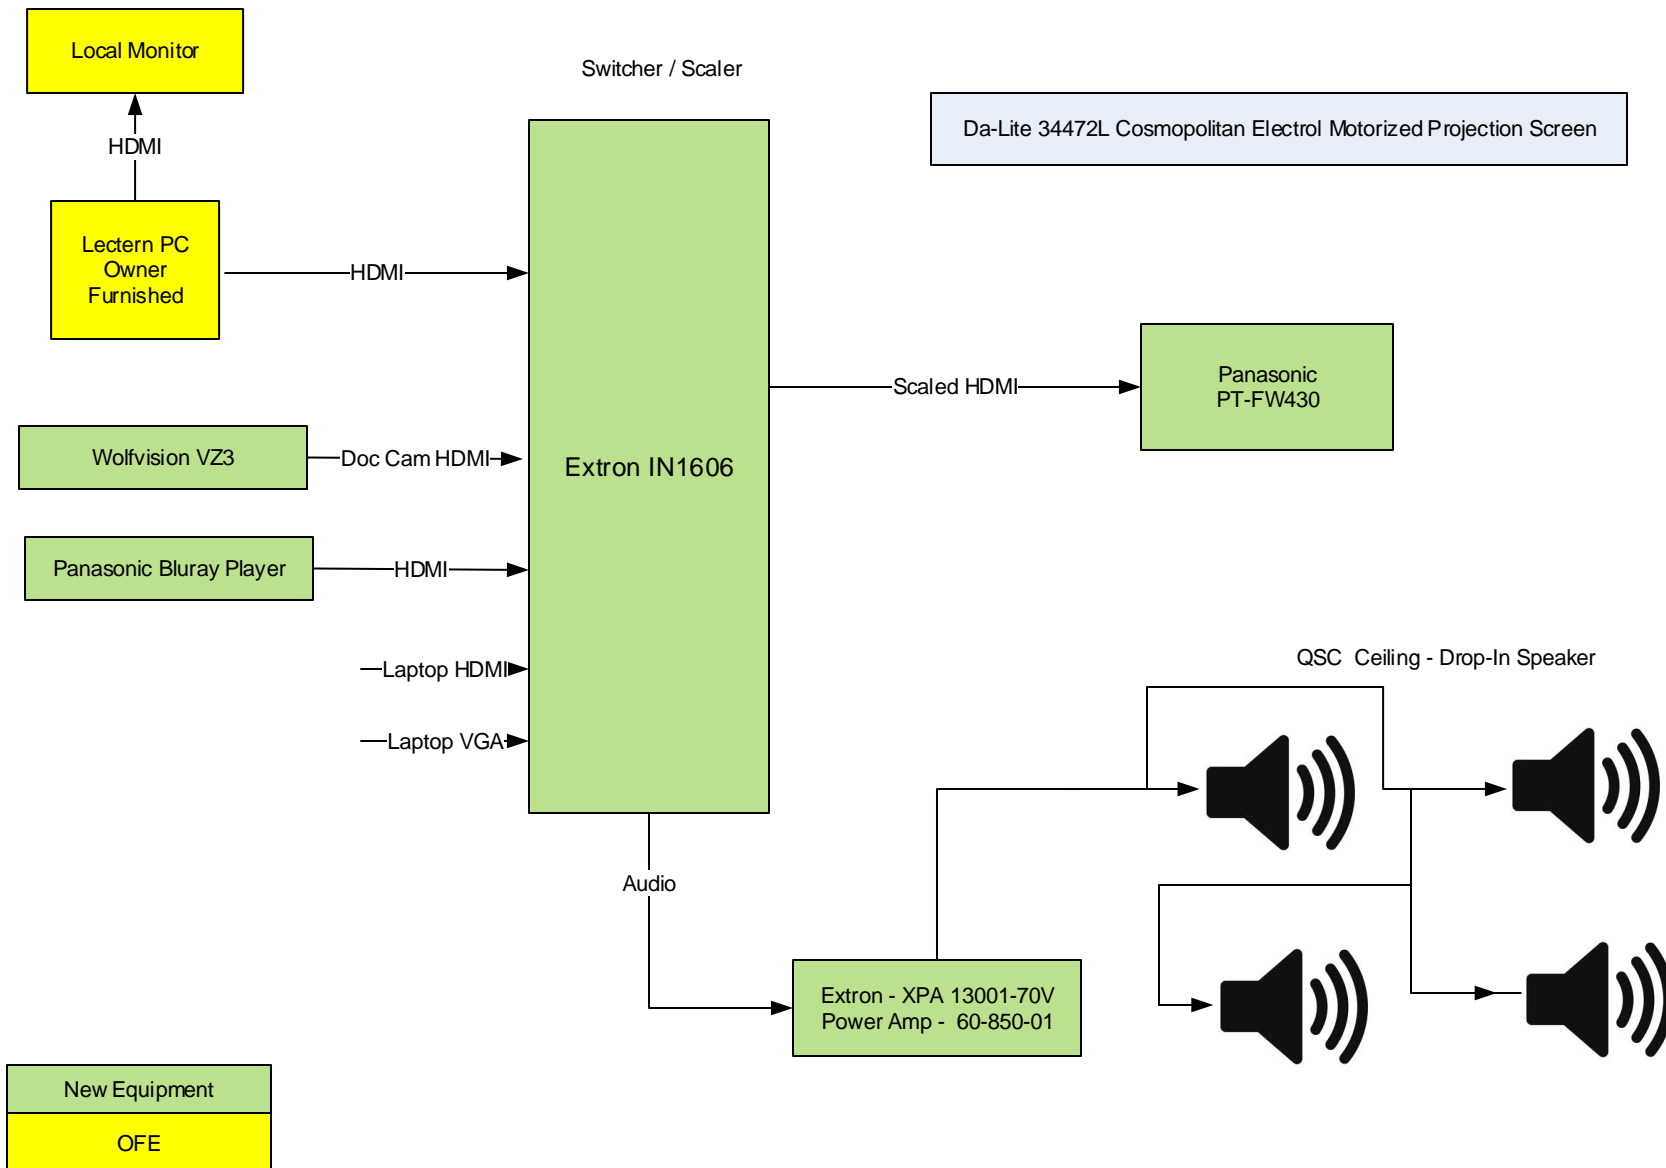 Local Monitor
Switcher / Scaler
Da-Lite 34472L Cosmopolitan Electrol Motorized Projection Screen
HDMI
Lectern PC
Owner
Furnished
HDMI
Scaled HDMI
Panasonic
PT-FW430
Wolfvision VZ3
Doc Cam HDMI
Extron IN1606
Panasonic Bluray Player
HDMI
Laptop HDMI
Laptop VGA
QSC Ceiling - Drop-In Speaker
Audio
Extron - XPA 13001-70V
Power Amp - 60-850-01
New Equipment
OFE